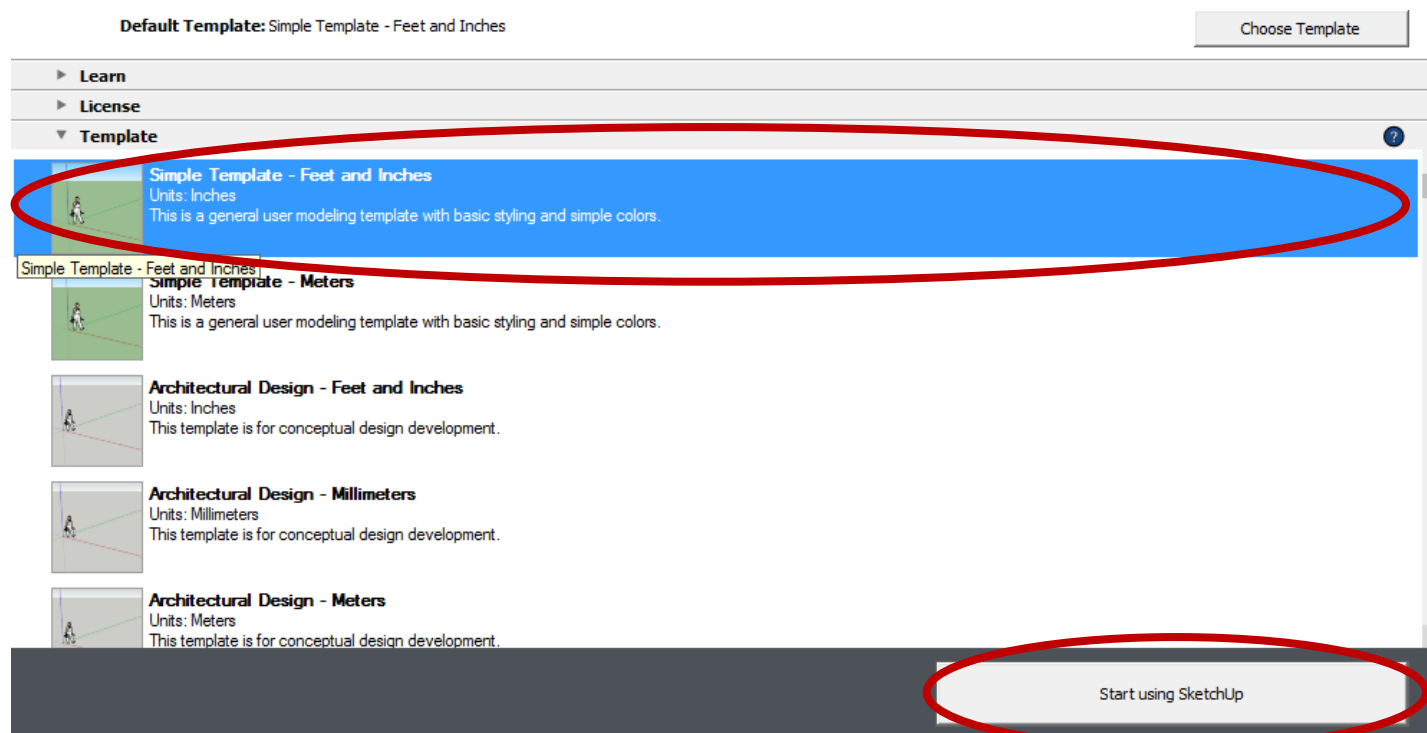 Default Template: Simple Template - Feet and Inches
Choose Template
Learn
License
Template
?
Simple Template - Feet and Inches
Units: Inches
This is a general user modeling template with basic styling and simple colors.
Simple Template - Feet and Inches
Simple Template - Meters
Units: Meters
This is a general user modeling template with basic styling and simple colors.
Architectural Design - Feet and Inches
Units: Inches
This template is for conceptual design development.
Architectural Design - Millimeters
Units: Millimeters
This template is for conceptual design development.
Architectural Design - Meters
Units: Meters
This template is for conceptual design development.
Start using SketchUp